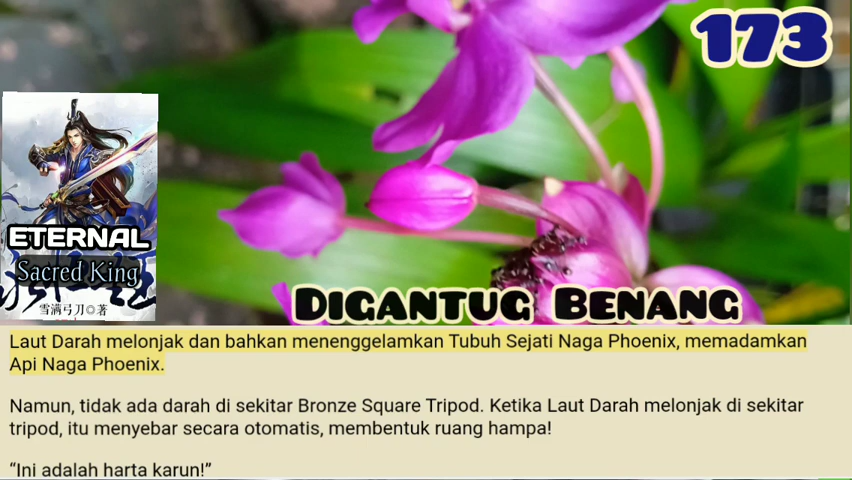 173
ETERNAL
Sacred King
雪满弓刀◎著
DIGANTUG BENANG
Laut Darah melonjak dan bahkan menenggelamkan Tubuh Sejati Naga Phoenix, memadamkan
Api Naga Phoenix.
Namun, tidak ada darah di sekitar Bronze Square Tripod. Ketika Laut Darah melonjak di sekitar
tripod, itu menyebar secara otomatis, membentuk ruang hampa!
“Ini adalah harta karun!”